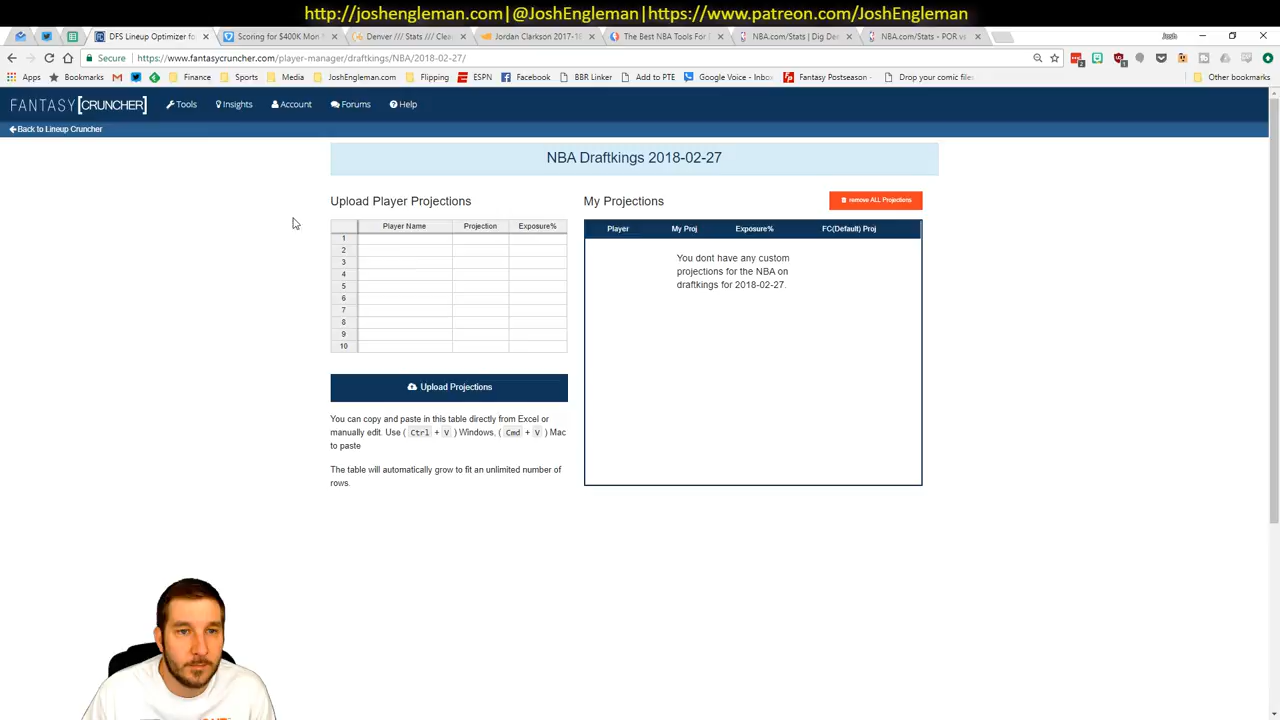 http://joshengleman.com|@JoshEngleman|https://www.patreon.com/JoshEngleman
DFS Lineup Optimizer fo
Scoring for $400K Mon
Denver /// Stats /// Clea
Jordan Clarkson 2017-18
The Best NBA Tools For D
NBA.com/Stats | Dig De
NBA.com/Stats - POR vs
Josh
Secure
https://www.fantasycruncher.com/player-manager/draftkings/NBA/2018-02-27/
Apps
Bookmarks
Finance
Sports
Media
JoshEngleman.com
Flipping
ESPN
Facebook
BBR Linker
Add to PTE
Google Voice - Inbox
Fantasy Postseason -
Drop your comic files
Other bookmarks
FANTASY[CRUNCHER]
Tools
Insights
Account
Forums
Help
Back to Lineup Cruncher
NBA Draftkings 2018-02-27
Upload Player Projections
My Projections
remove ALL Projections
Player Name Projection Exposure%
1
2
3
4
5
6
7
8
9
10
Player My Proj Exposure% FC(Default) Proj
You dont have any custom
projections for the NBA on
draftkings for 2018-02-27.
Upload Projections
You can copy and paste in this table directly from Excel or
manually edit. Use ( Ctrl + V ) Windows, ( Cmd + V ) Mac
to paste
The table will automatically grow to fit an unlimited number of
rows.